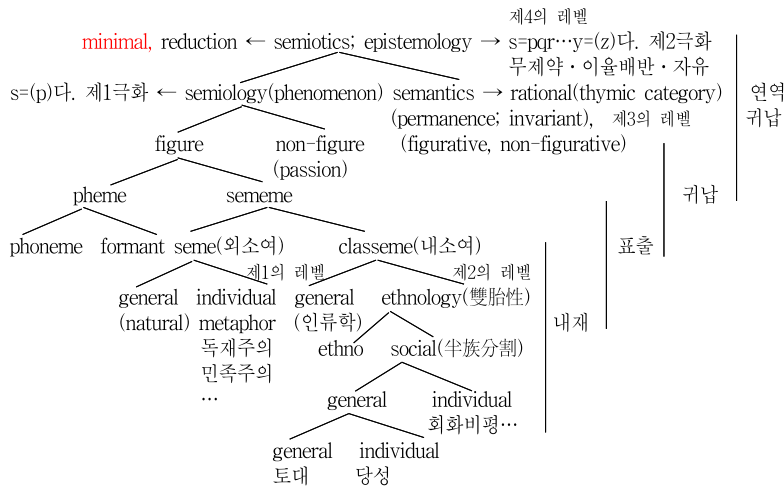 제4의 레벨
minimal, reduction ← semiotics; epistemology → s=pqr…y=(z)다. 제2극화
무제약·이율배반·자유
s=(p)다. 제1극화 ← semiology(phenomenon) semantics → rational(thymic category) 연역
(permanence; invariant), 제3의 레벨 귀납
figure non-figure (figurative, non-figurative)
(passion)
pheme sememe 귀납
phoneme formant seme(외소여) classeme(내소여) 표출
제1의 레벨 제2의 레벨
general individual general ethnology(雙胎性)
(natural) metaphor (인류학) 내재
독재주의 ethno social(半族分割)
민족주의
…
general individual
회화비평…
general individual
토대 당성